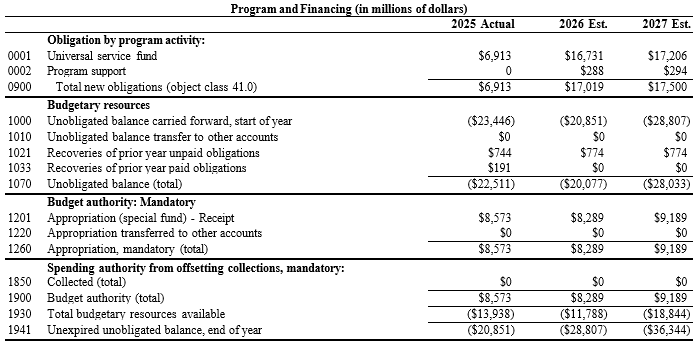 Program and Financing (in millions of dollars)
2025 Actual 2026 Est. 2027 Est.
Obligation by program activity:
0001 Universal service fund $6,913 $16,731 $17,206
0002 Program support 0 $288 $294
0900 Total new obligations (object class 41.0) $6,913 $17,019 $17,500
Budgetary resources
1000 Unobligated balance carried forward, start of year ($23,446) ($20,851) ($28,807)
1010 Unobligated balance transfer to other accounts $0 $0 $0
1021 Recoveries of prior year unpaid obligations $744 $774 $774
1033 Recoveries of prior year paid obligations $191 $0 $0
1070 Unobligated balance (total) ($22,511) ($20,077) ($28,033)
Budget authority: Mandatory
1201 Appropriation (special fund) - Receipt $8,573 $8,289 $9,189
1220 Appropriation transferred to other accounts $0 $0 $0
1260 Appropriation, mandatory (total) $8,573 $8,289 $9,189
Spending authority from offsetting collections, mandatory:
1850 Collected (total) $0 $0 $0
1900 Budget authority (total) $8,573 $8,289 $9,189
1930 Total budgetary resources available ($13,938) ($11,788) ($18,844)
1941 Unexpired unobligated balance, end of year ($20,851) ($28,807) ($36,344)